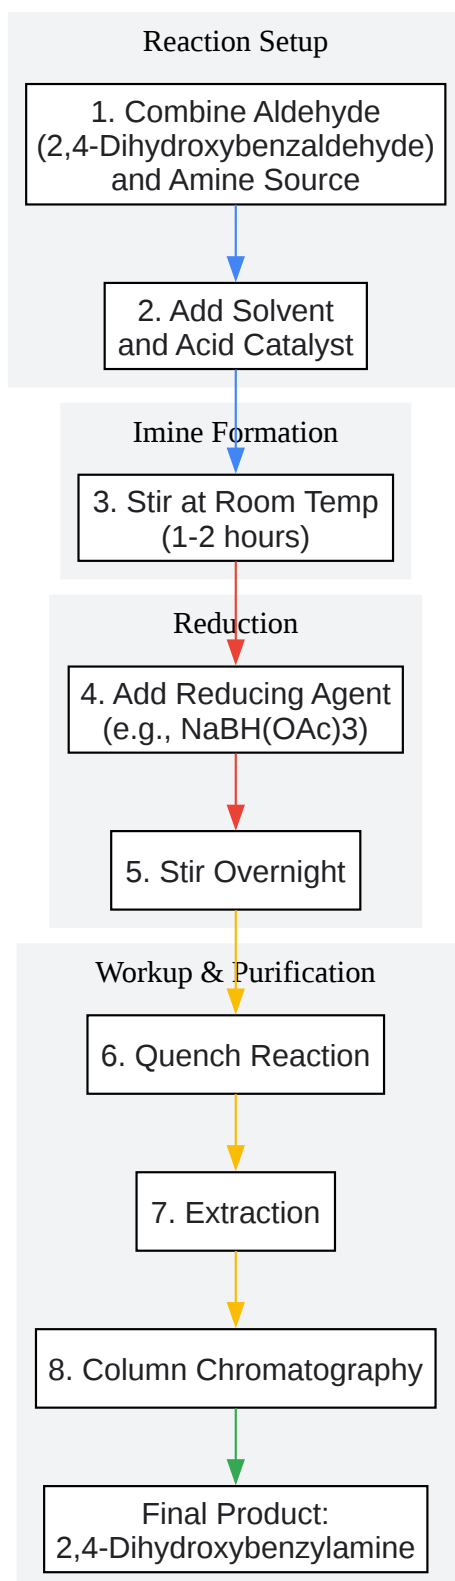 Reaction Setup
1. Combine Aldehyde
(2,4-Dihydroxybenzaldehyde)
and Amine Source
2. Add Solvent
and Acid Catalyst
Imine Formation
3. Stir at Room Temp
(1-2 hours)
Reduction
4. Add Reducing Agent
(e.g., NaBH(OAc)3)
5. Stir Overnight
Workup & Purification
6. Quench Reaction
7. Extraction
8. Column Chromatography
Final Product:
2,4-Dihydroxybenzylamine